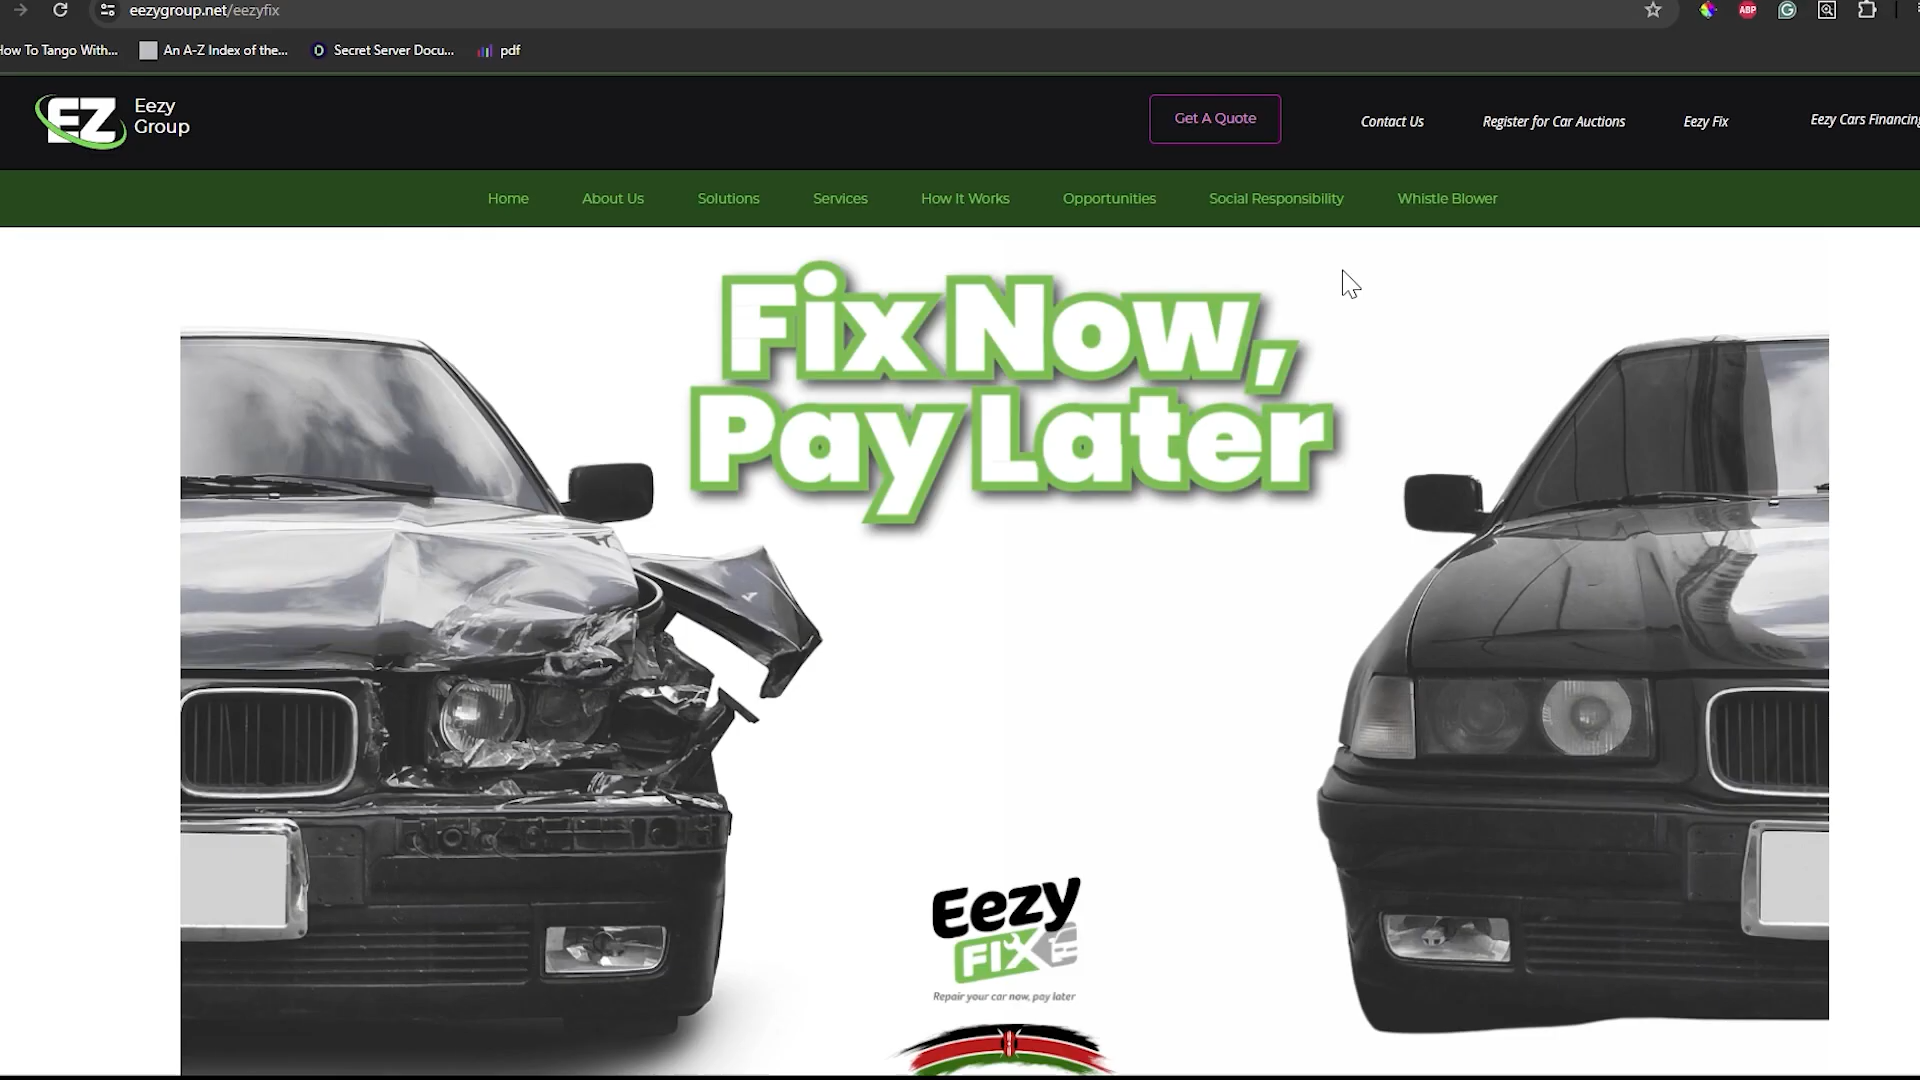 eezygroup.net/eezyfix
ABP
How To Tango With...
An A-Z Index of the...
Secret Server Docu...
pdf
EZ
Eezy
Group
Get A Quote
Contact Us
Register for Car Auctions
Eezy Fix
Eezy Cars Financing
Home
About Us
Solutions
Services
How It Works
Opportunities
Social Responsibility
Whistle Blower
Fix Now,
Pay Later
Eezy
FIX
Repair your car now, pay later